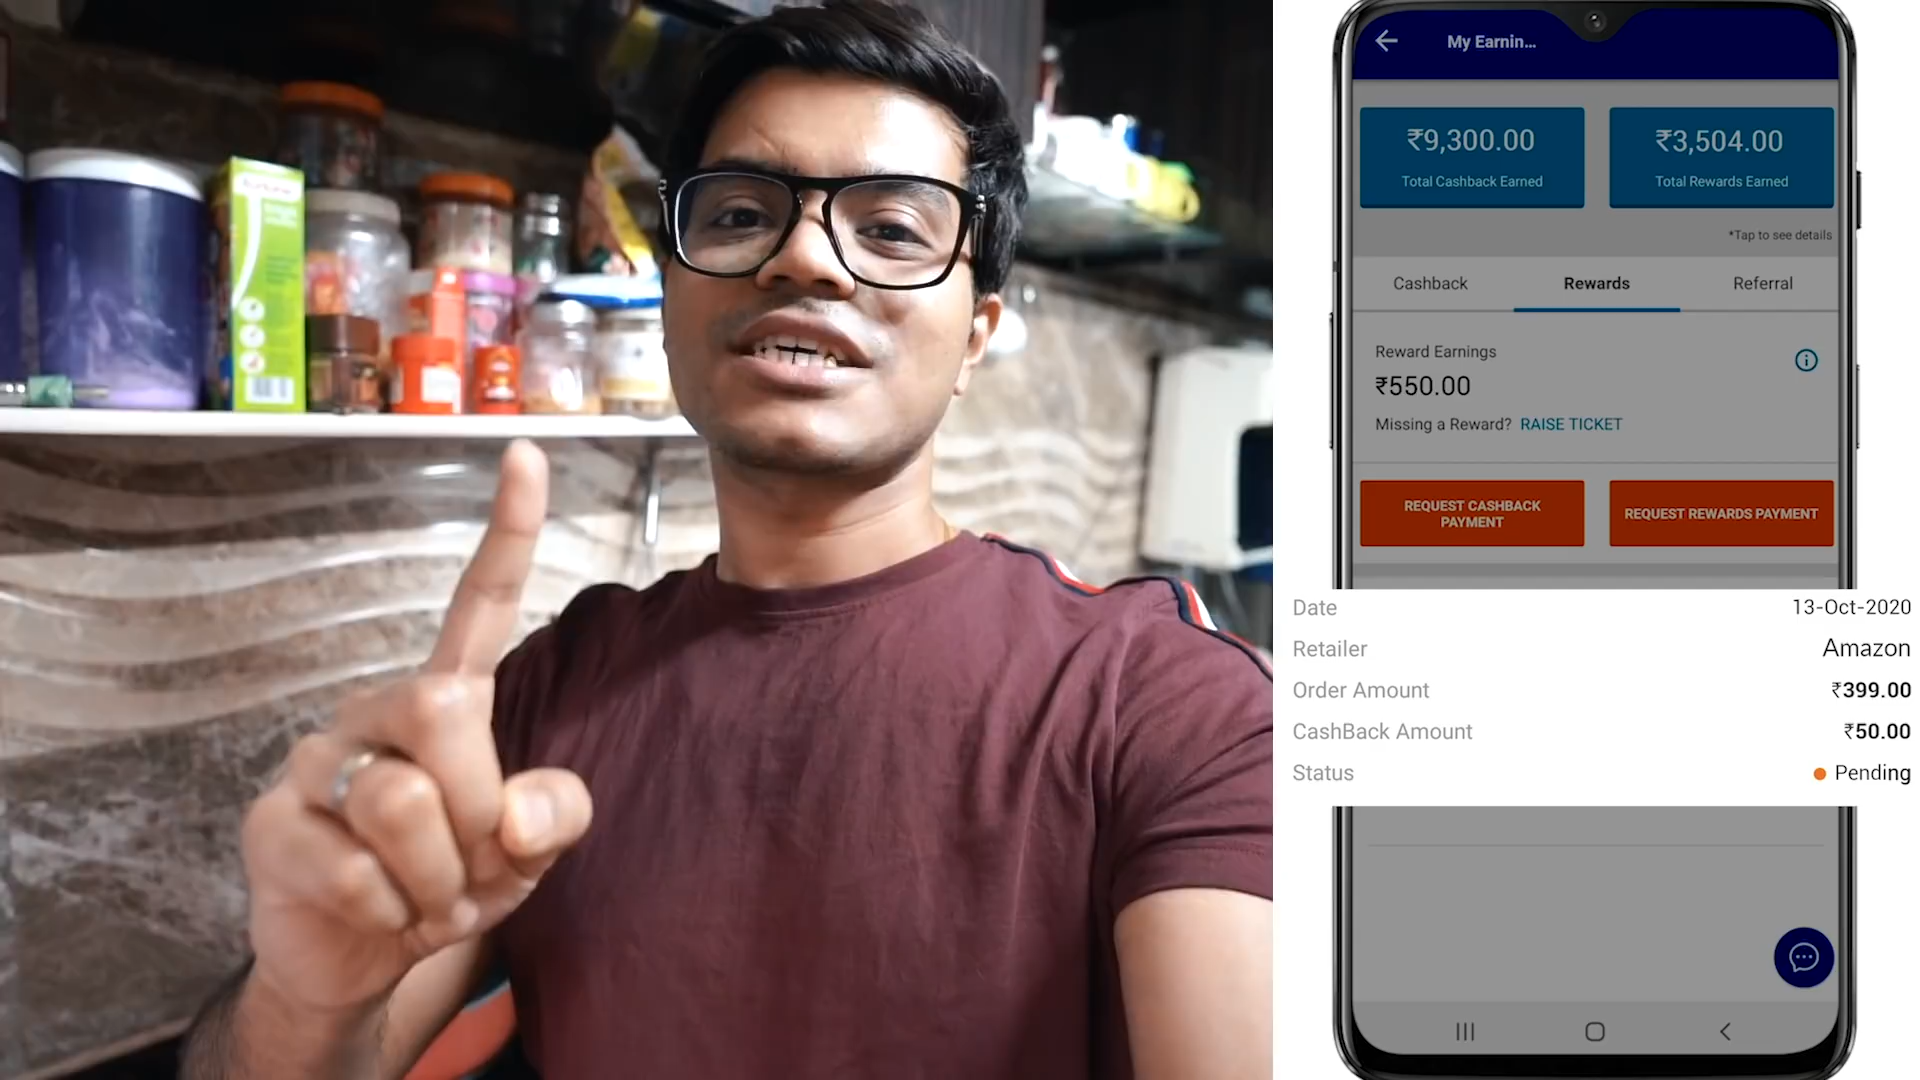 My Earnin...
₹9,300.00
Total Cashback Earned
₹3,504.00
Total Rewards Earned
*Tap to see details
Cashback Rewards Referral
Reward Earnings
₹550.00
Missing a Reward? RAISE TICKET
REQUEST CASHBACK
PAYMENT
REQUEST REWARDS PAYMENT
Date 13-Oct-2020
Retailer Amazon
Order Amount ₹399.00
CashBack Amount ₹50.00
Status Pending